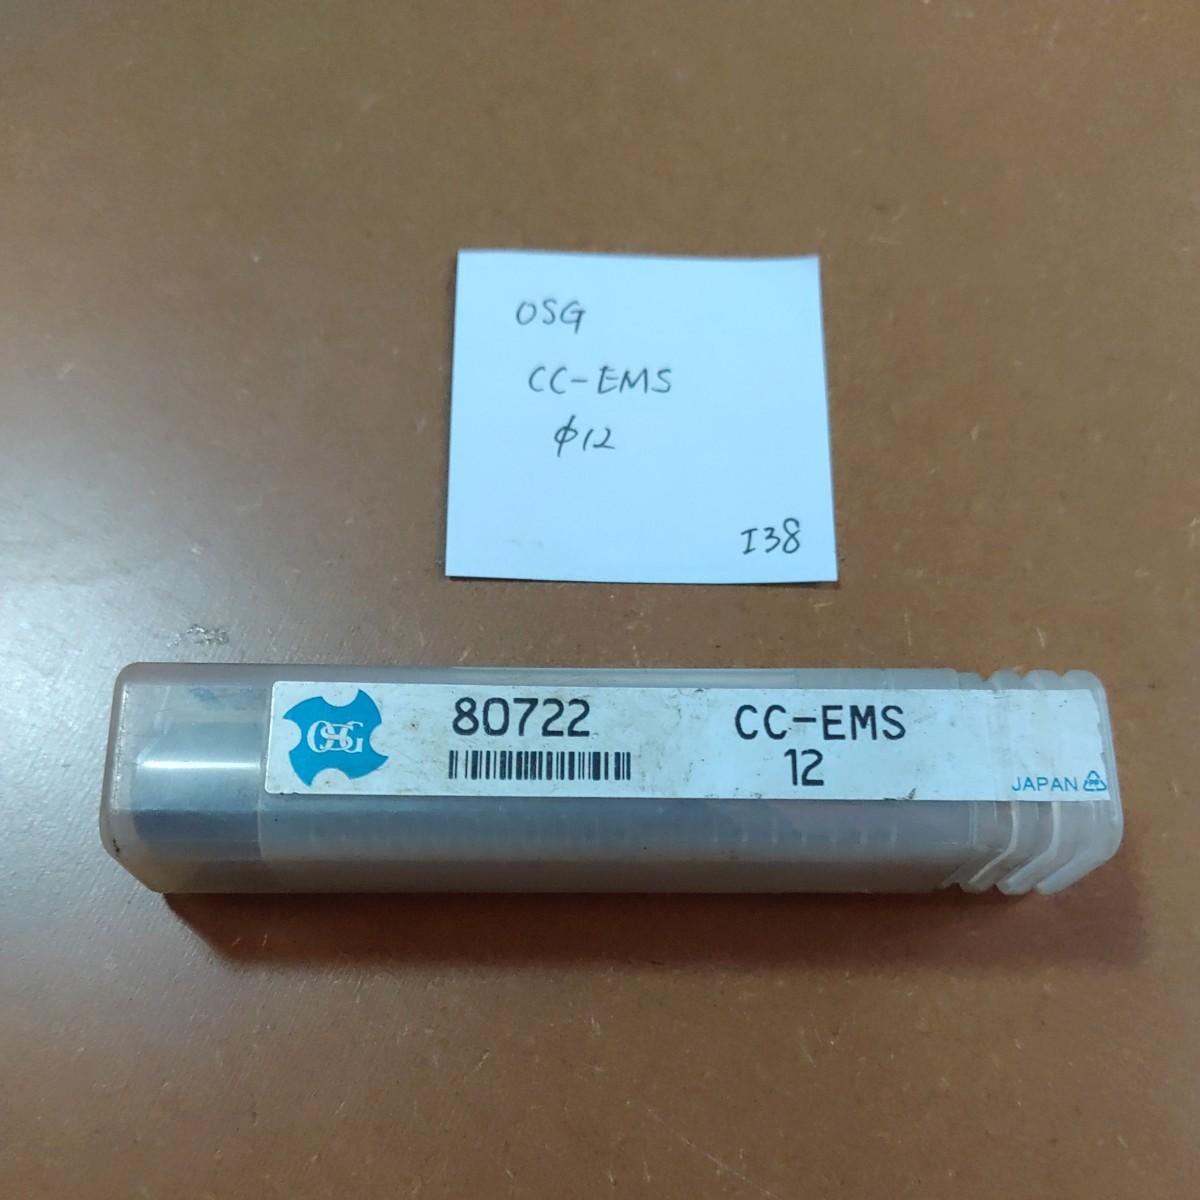 OSG
CC-EMS
φ12
I38
OSG
80722 CC-EMS
12
JAPAN